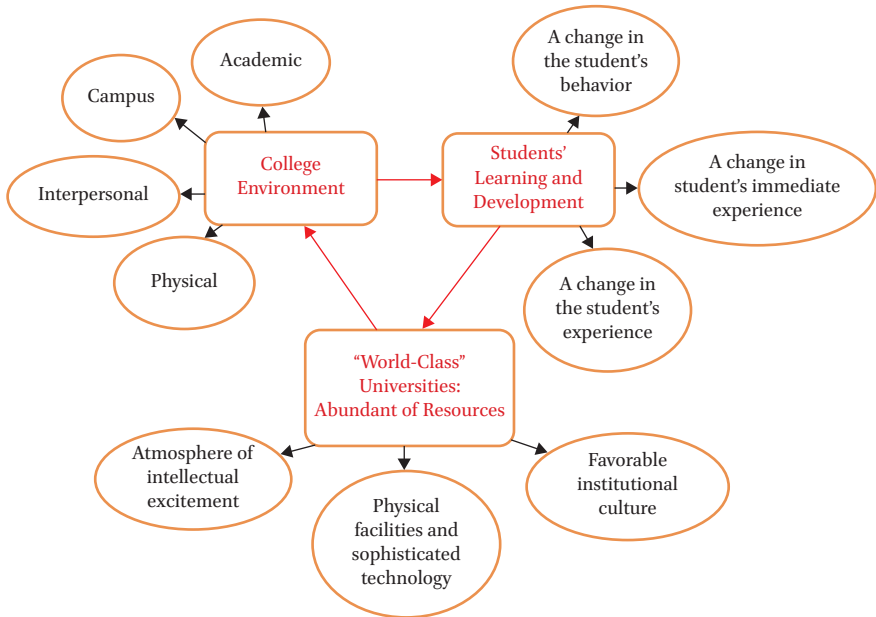 Academic
Campus
Interpersonal
Physical
College
Environment
Students’
Learning and
Development
A change in
the student’s
behavior
A change in
student’s immediate
experience
A change in
the student’s
experience
“World-Class”
Universities:
Abundant of Resources
Atmosphere of
intellectual
excitement
Physical
facilities and
sophisticated
technology
Favorable
institutional
culture